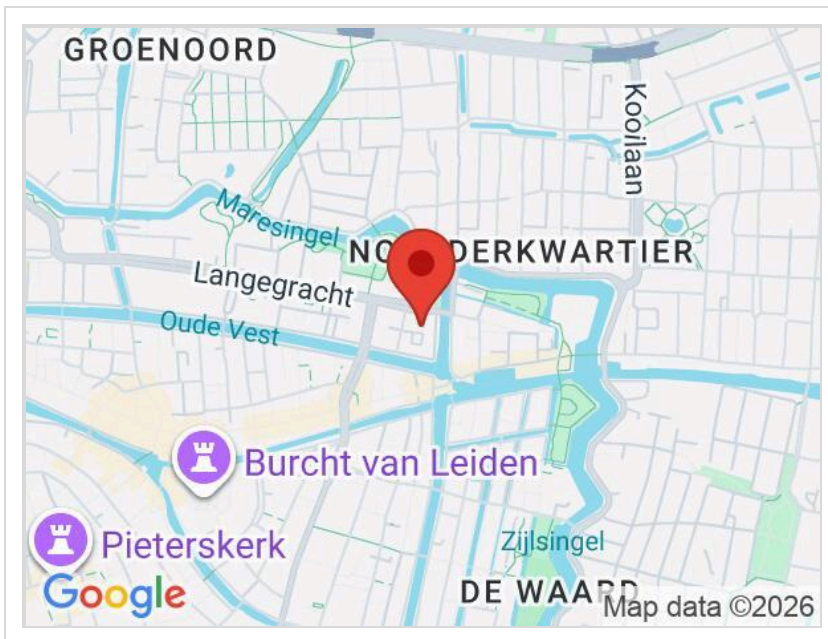 GROENOORD
Kooilaan
Maresingel
NO DERKWARTIER
Langegracht
Oude Vest
Burcht van Leiden
Pieterskerk
Zijlsingel
Google
DE WAARD
Map data ©2026